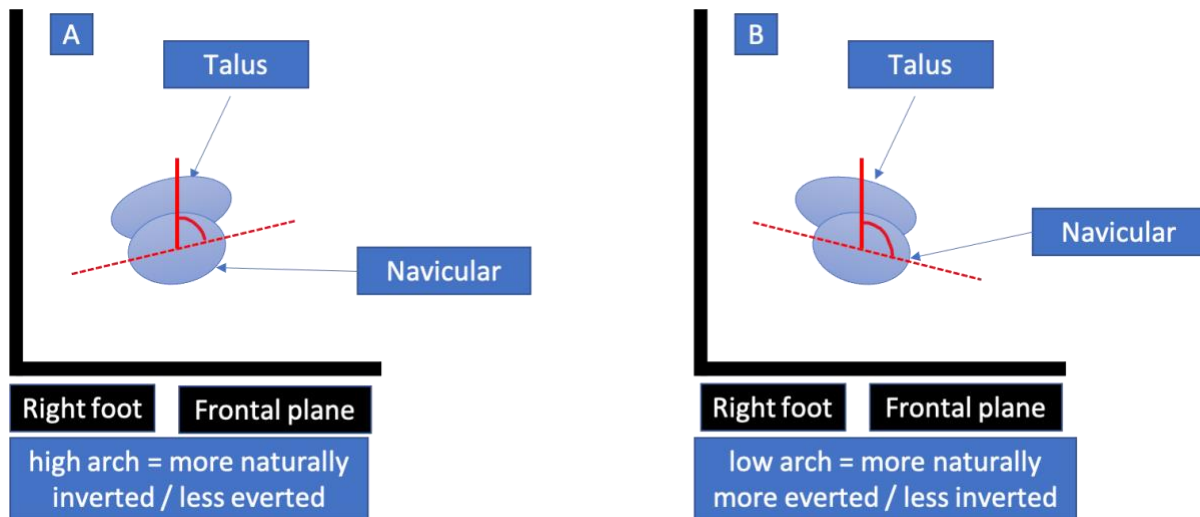 A
Talus
Navicular
Right foot
Frontal plane
high arch = more naturally
inverted / less everted
B
Talus
Navicular
Right foot
Frontal plane
low arch = more naturally
more everted / less inverted